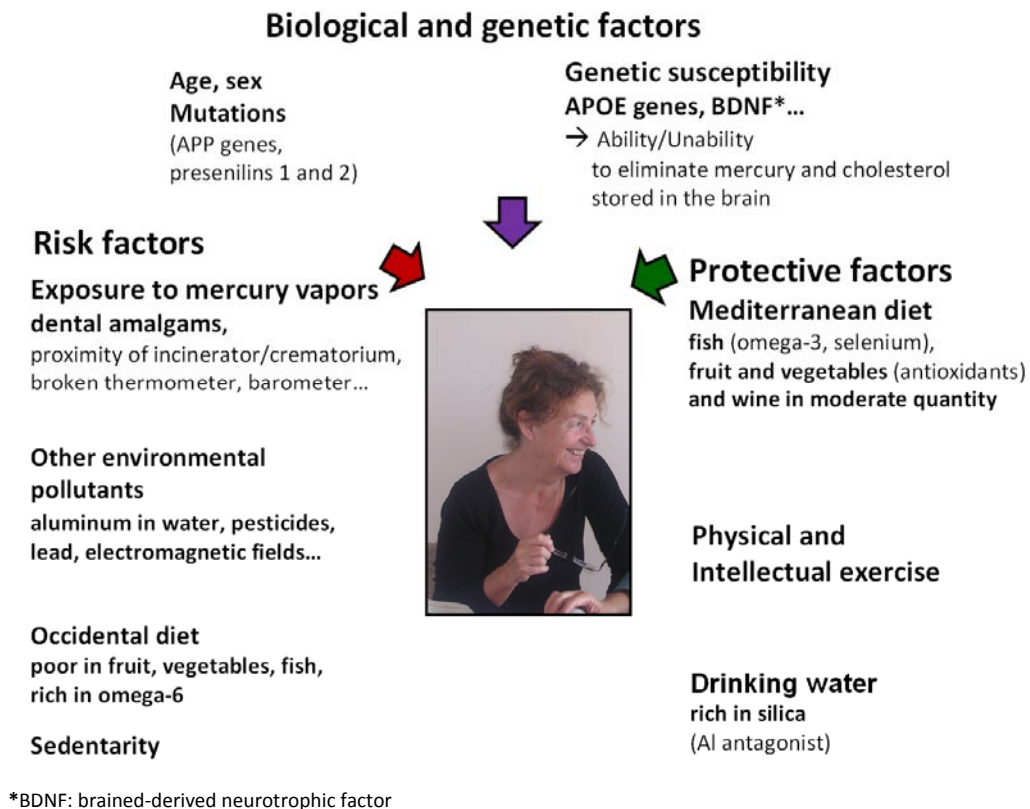 Biological and genetic factors
Age, sex
Mutations
(APP genes,
presenilins 1 and 2)
Genetic susceptibility
APOE genes, BDNF*…
→ Ability/Unability
to eliminate mercury and cholesterol
stored in the brain
Risk factors
Exposure to mercury vapors
dental amalgams,
proximity of incinerator/crematorium,
broken thermometer, barometer…
Other environmental
pollutants
aluminum in water, pesticides,
lead, electromagnetic fields…
Occidental diet
poor in fruit, vegetables, fish,
rich in omega-6
Sedentarity
Protective factors
Mediterranean diet
fish (omega-3, selenium),
fruit and vegetables (antioxidants)
and wine in moderate quantity
Physical and
Intellectual exercise
Drinking water
rich in silica
(Al antagonist)
*BDNF: brained-derived neurotrophic factor